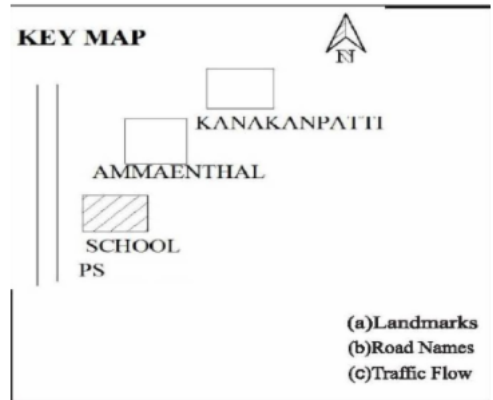 KEY MAP
N
KANAKANPATTI
AMMAENTHAL
SCHOOL
PS
(a)Landmarks
(b)Road Names
(c)Traffic Flow